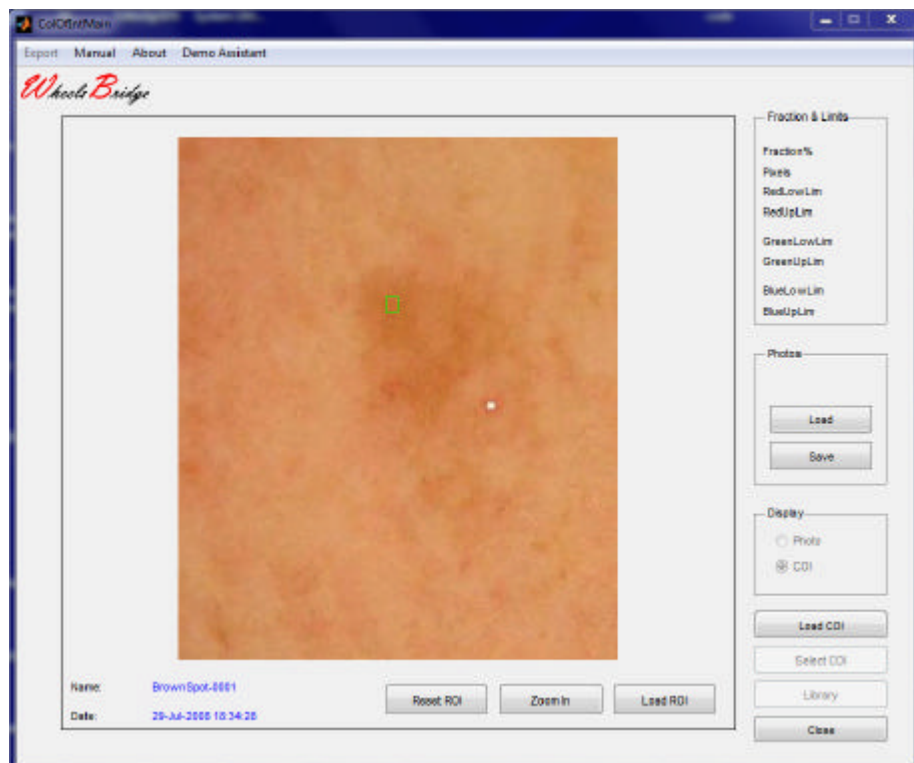 ColOfIntMain
Export Manual About Demo Assistant
Wheels Bridge
Fraction & Limits
Fraction%
Pixels
RedLowLim
RedUpLim
GreenLowLim
GreenUpLim
BlueLowLim
BlueUpLim
Photos
Load
Save
Display
Photo
COI
Load COI
Select COI
Library
Close
Name: BrownSpot-0001
Date: 29-Jul-2008 18:34:28
Reset ROI Zoom In Load ROI